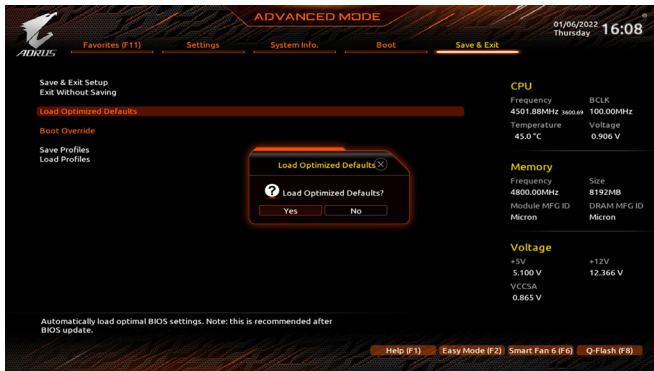 ADVANCED MODE
01/06/2022 Thursday 16:08
AORUS
Favorites (F11) Settings System Info. Boot Save & Exit
Save & Exit Setup
Exit Without Saving
Load Optimized Defaults
Boot Override
Save Profiles
Load Profiles
Load Optimized Defaults
Load Optimized Defaults?
Yes No
CPU
Frequency BCLK
4501.88MHz 3600.69 100.00MHz
Temperature Voltage
45.0 °C 0.906 V
Memory
Frequency Size
4800.00MHz 8192MB
Module MFG ID DRAM MFG ID
Micron Micron
Voltage
+5V +12V
5.100 V 12.366 V
VCCSA
0.865 V
Automatically load optimal BIOS settings. Note: this is recommended after
BIOS update.
Help (F1) Easy Mode (F2) Smart Fan 6 (F6) Q-Flash (F8)